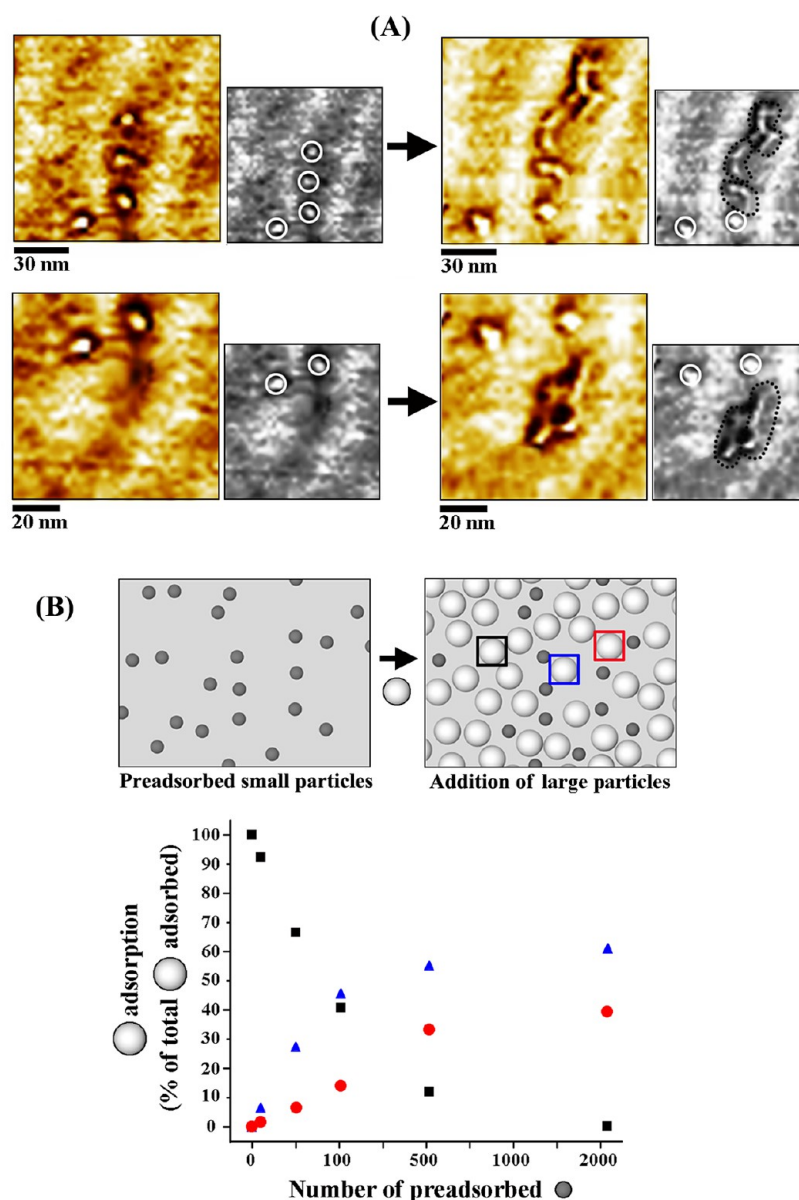 (A)
30 nm
30 nm
20 nm
20 nm
(B)
Preadsorbed small particles
Addition of large particles
adsorption
(% of total adsorbed)
100
90
80
70
60
50
40
30
20
10
0
0 100 500 1000 2000
Number of preadsorbed